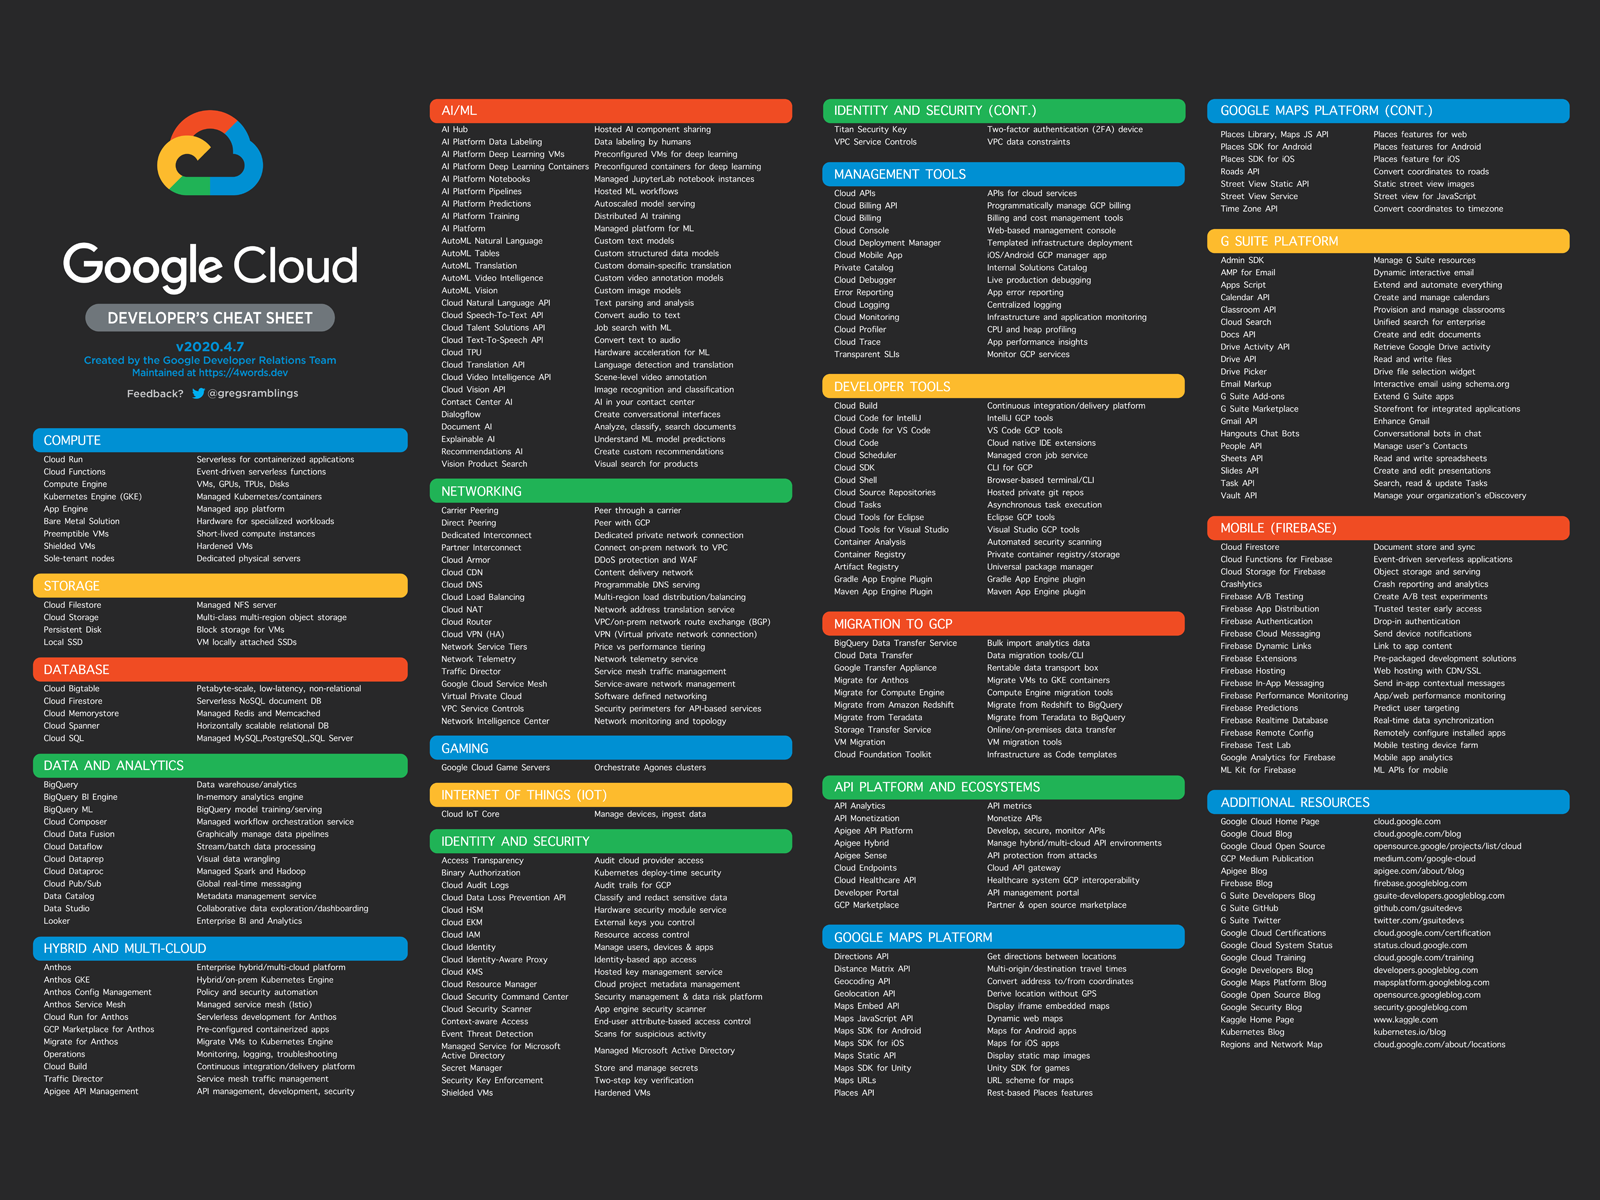 Google Cloud
DEVELOPER'S CHEAT SHEET
v2020.4.7
Created by the Google Developer Relations Team
Maintained at https://4words.dev
Feedback? @gregsramblings
COMPUTE
Cloud Run Serverless for containerized applications
Cloud Functions Event-driven serverless functions
Compute Engine VMs, GPUs, TPUs, Disks
Kubernetes Engine (GKE) Managed Kubernetes/containers
App Engine Managed app platform
Bare Metal Solution Hardware for specialized workloads
Preemptible VMs Short-lived compute instances
Shielded VMs Hardened VMs
Sole-tenant nodes Dedicated physical servers
STORAGE
Cloud Filestore Managed NFS server
Cloud Storage Multi-class multi-region object storage
Persistent Disk Block storage for VMs
Local SSD VM locally attached SSDs
DATABASE
Cloud Bigtable Petabyte-scale, low-latency, non-relational
Cloud Firestore Serverless NoSQL document DB
Cloud Memorystore Managed Redis and Memcached
Cloud Spanner Horizontally scalable relational DB
Cloud SQL Managed MySQL,PostgreSQL,SQL Server
DATA AND ANALYTICS
BigQuery Data warehouse/analytics
BigQuery BI Engine In-memory analytics engine
BigQuery ML BigQuery model training/serving
Cloud Composer Managed workflow orchestration service
Cloud Data Fusion Graphically manage data pipelines
Cloud Dataflow Stream/batch data processing
Cloud Dataprep Visual data wrangling
Cloud Dataproc Managed Spark and Hadoop
Cloud Pub/Sub Global real-time messaging
Data Catalog Metadata management service
Data Studio Collaborative data exploration/dashboarding
Looker Enterprise BI and Analytics
HYBRID AND MULTI-CLOUD
Anthos Enterprise hybrid/multi-cloud platform
Anthos GKE Hybrid/on-prem Kubernetes Engine
Anthos Config Management Policy and security automation
Anthos Service Mesh Managed service mesh (Istio)
Cloud Run for Anthos Servlerless development for Anthos
GCP Marketplace for Anthos Pre-configured containerized apps
Migrate for Anthos Migrate VMs to Kubernetes Engine
Operations Monitoring, logging, troubleshooting
Cloud Build Continuous integration/delivery platform
Traffic Director Service mesh traffic management
Apigee API Management API management, development, security
AI/ML
AI Hub Hosted AI component sharing
AI Platform Data Labeling Data labeling by humans
AI Platform Deep Learning VMs Preconfigured VMs for deep learning
AI Platform Deep Learning Containers Preconfigured containers for deep learning
AI Platform Notebooks Managed JupyterLab notebook instances
AI Platform Pipelines Hosted ML workflows
AI Platform Predictions Autoscaled model serving
AI Platform Training Distributed AI training
AI Platform Managed platform for ML
AutoML Natural Language Custom text models
AutoML Tables Custom structured data models
AutoML Translation Custom domain-specific translation
AutoML Video Intelligence Custom video annotation models
AutoML Vision Custom image models
Cloud Natural Language API Text parsing and analysis
Cloud Speech-To-Text API Convert audio to text
Cloud Talent Solutions API Job search with ML
Cloud Text-To-Speech API Convert text to audio
Cloud TPU Hardware acceleration for ML
Cloud Translation API Language detection and translation
Cloud Video Intelligence API Scene-level video annotation
Cloud Vision API Image recognition and classification
Contact Center AI AI in your contact center
Dialogflow Create conversational interfaces
Document AI Analyze, classify, search documents
Explainable AI Understand ML model predictions
Recommendations AI Create custom recommendations
Vision Product Search Visual search for products
NETWORKING
Carrier Peering Peer through a carrier
Direct Peering Peer with GCP
Dedicated Interconnect Dedicated private network connection
Partner Interconnect Connect on-prem network to VPC
Cloud Armor DDoS protection and WAF
Cloud CDN Content delivery network
Cloud DNS Programmable DNS serving
Cloud Load Balancing Multi-region load distribution/balancing
Cloud NAT Network address translation service
Cloud Router VPC/on-prem network route exchange (BGP)
Cloud VPN (HA) VPN (Virtual private network connection)
Network Service Tiers Price vs performance tiering
Network Telemetry Network telemetry service
Traffic Director Service mesh traffic management
Google Cloud Service Mesh Service-aware network management
Virtual Private Cloud Software defined networking
VPC Service Controls Security perimeters for API-based services
Network Intelligence Center Network monitoring and topology
GAMING
Google Cloud Game Servers Orchestrate Agones clusters
INTERNET OF THINGS (IOT)
Cloud IoT Core Manage devices, ingest data
IDENTITY AND SECURITY
Access Transparency Audit cloud provider access
Binary Authorization Kubernetes deploy-time security
Cloud Audit Logs Audit trails for GCP
Cloud Data Loss Prevention API Classify and redact sensitive data
Cloud HSM Hardware security module service
Cloud EKM External keys you control
Cloud IAM Resource access control
Cloud Identity Manage users, devices & apps
Cloud Identity-Aware Proxy Identity-based app access
Cloud KMS Hosted key management service
Cloud Resource Manager Cloud project metadata management
Cloud Security Command Center Security management & data risk platform
Cloud Security Scanner App engine security scanner
Context-aware Access End-user attribute-based access control
Event Threat Detection Scans for suspicious activity
Managed Service for Microsoft
Active Directory Managed Microsoft Active Directory
Secret Manager Store and manage secrets
Security Key Enforcement Two-step key verification
Shielded VMs Hardened VMs
IDENTITY AND SECURITY (CONT.)
Titan Security Key Two-factor authentication (2FA) device
VPC Service Controls VPC data constraints
MANAGEMENT TOOLS
Cloud APIs APIs for cloud services
Cloud Billing API Programmatically manage GCP billing
Cloud Billing Billing and cost management tools
Cloud Console Web-based management console
Cloud Deployment Manager Templated infrastructure deployment
Cloud Mobile App iOS/Android GCP manager app
Private Catalog Internal Solutions Catalog
Cloud Debugger Live production debugging
Error Reporting App error reporting
Cloud Logging Centralized logging
Cloud Monitoring Infrastructure and application monitoring
Cloud Profiler CPU and heap profiling
Cloud Trace App performance insights
Transparent SLIs Monitor GCP services
DEVELOPER TOOLS
Cloud Build Continuous integration/delivery platform
Cloud Code for IntelliJ IntelliJ GCP tools
Cloud Code for VS Code VS Code GCP tools
Cloud Code Cloud native IDE extensions
Cloud Scheduler Managed cron job service
Cloud SDK CLI for GCP
Cloud Shell Browser-based terminal/CLI
Cloud Source Repositories Hosted private git repos
Cloud Tasks Asynchronous task execution
Cloud Tools for Eclipse Eclipse GCP tools
Cloud Tools for Visual Studio Visual Studio GCP tools
Container Analysis Automated security scanning
Container Registry Private container registry/storage
Artifact Registry Universal package manager
Gradle App Engine Plugin Gradle App Engine plugin
Maven App Engine Plugin Maven App Engine plugin
MIGRATION TO GCP
BigQuery Data Transfer Service Bulk import analytics data
Cloud Data Transfer Data migration tools/CLI
Google Transfer Appliance Rentable data transport box
Migrate for Anthos Migrate VMs to GKE containers
Migrate for Compute Engine Compute Engine migration tools
Migrate from Amazon Redshift Migrate from Redshift to BigQuery
Migrate from Teradata Migrate from Teradata to BigQuery
Storage Transfer Service Online/on-premises data transfer
VM Migration VM migration tools
Cloud Foundation Toolkit Infrastructure as Code templates
API PLATFORM AND ECOSYSTEMS
API Analytics API metrics
API Monetization Monetize APIs
Apigee API Platform Develop, secure, monitor APIs
Apigee Hybrid Manage hybrid/multi-cloud API environments
Apigee Sense API protection from attacks
Cloud Endpoints Cloud API gateway
Cloud Healthcare API Healthcare system GCP interoperability
Developer Portal API management portal
GCP Marketplace Partner & open source marketplace
GOOGLE MAPS PLATFORM
Directions API Get directions between locations
Distance Matrix API Multi-origin/destination travel times
Geocoding API Convert address to/from coordinates
Geolocation API Derive location without GPS
Maps Embed API Display iframe embedded maps
Maps JavaScript API Dynamic web maps
Maps SDK for Android Maps for Android apps
Maps SDK for iOS Maps for iOS apps
Maps Static API Display static map images
Maps SDK for Unity Unity SDK for games
Maps URLs URL scheme for maps
Places API Rest-based Places features
GOOGLE MAPS PLATFORM (CONT.)
Places Library, Maps JS API Places features for web
Places SDK for Android Places features for Android
Places SDK for iOS Places feature for iOS
Roads API Convert coordinates to roads
Street View Static API Static street view images
Street View Service Street view for JavaScript
Time Zone API Convert coordinates to timezone
G SUITE PLATFORM
Admin SDK Manage G Suite resources
AMP for Email Dynamic interactive email
Apps Script Extend and automate everything
Calendar API Create and manage calendars
Classroom API Provision and manage classrooms
Cloud Search Unified search for enterprise
Docs API Create and edit documents
Drive Activity API Retrieve Google Drive activity
Drive API Read and write files
Drive Picker Drive file selection widget
Email Markup Interactive email using schema.org
G Suite Add-ons Extend G Suite apps
G Suite Marketplace Storefront for integrated applications
Gmail API Enhance Gmail
Hangouts Chat Bots Conversational bots in chat
People API Manage user's Contacts
Sheets API Read and write spreadsheets
Slides API Create and edit presentations
Task API Search, read & update Tasks
Vault API Manage your organization's eDiscovery
MOBILE (FIREBASE)
Cloud Firestore Document store and sync
Cloud Functions for Firebase Event-driven serverless applications
Cloud Storage for Firebase Object storage and serving
Crashlytics Crash reporting and analytics
Firebase A/B Testing Create A/B test experiments
Firebase App Distribution Trusted tester early access
Firebase Authentication Drop-in authentication
Firebase Cloud Messaging Send device notifications
Firebase Dynamic Links Link to app content
Firebase Extensions Pre-packaged development solutions
Firebase Hosting Web hosting with CDN/SSL
Firebase In-App Messaging Send in-app contextual messages
Firebase Performance Monitoring App/web performance monitoring
Firebase Predictions Predict user targeting
Firebase Realtime Database Real-time data synchronization
Firebase Remote Config Remotely configure installed apps
Firebase Test Lab Mobile testing device farm
Google Analytics for Firebase Mobile app analytics
ML Kit for Firebase ML APIs for mobile
ADDITIONAL RESOURCES
Google Cloud Home Page cloud.google.com
Google Cloud Blog cloud.google.com/blog
Google Cloud Open Source opensource.google/projects/list/cloud
GCP Medium Publication medium.com/google-cloud
Apigee Blog apigee.com/about/blog
Firebase Blog firebase.googleblog.com
G Suite Developers Blog gsuite-developers.googleblog.com
G Suite GitHub github.com/gsuitedevs
G Suite Twitter twitter.com/gsuitedevs
Google Cloud Certifications cloud.google.com/certification
Google Cloud System Status status.cloud.google.com
Google Cloud Training cloud.google.com/training
Google Developers Blog developers.googleblog.com
Google Maps Platform Blog mapsplatform.googleblog.com
Google Open Source Blog opensource.googleblog.com
Google Security Blog security.googleblog.com
Kaggle Home Page www.kaggle.com
Kubernetes Blog kubernetes.io/blog
Regions and Network Map cloud.google.com/about/locations